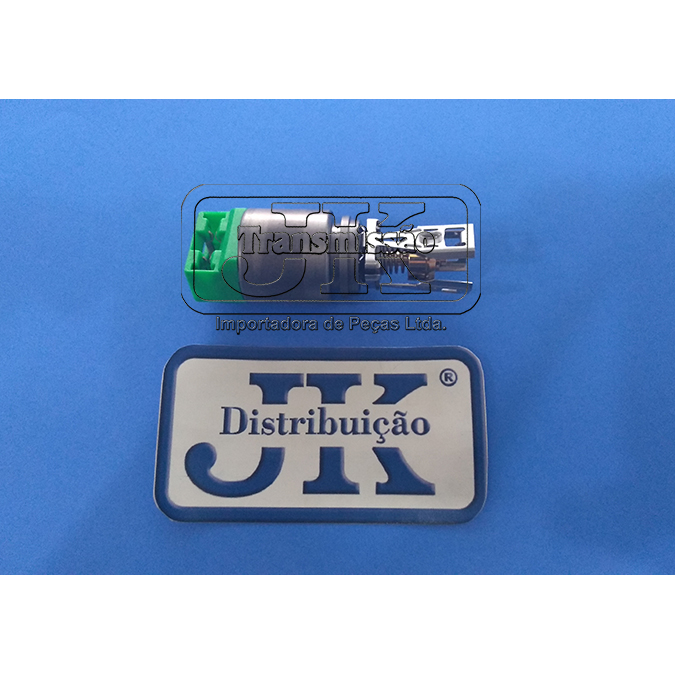 JK
Transmissão
Importadora de Peças Ltda.
JK ®
Distribuição